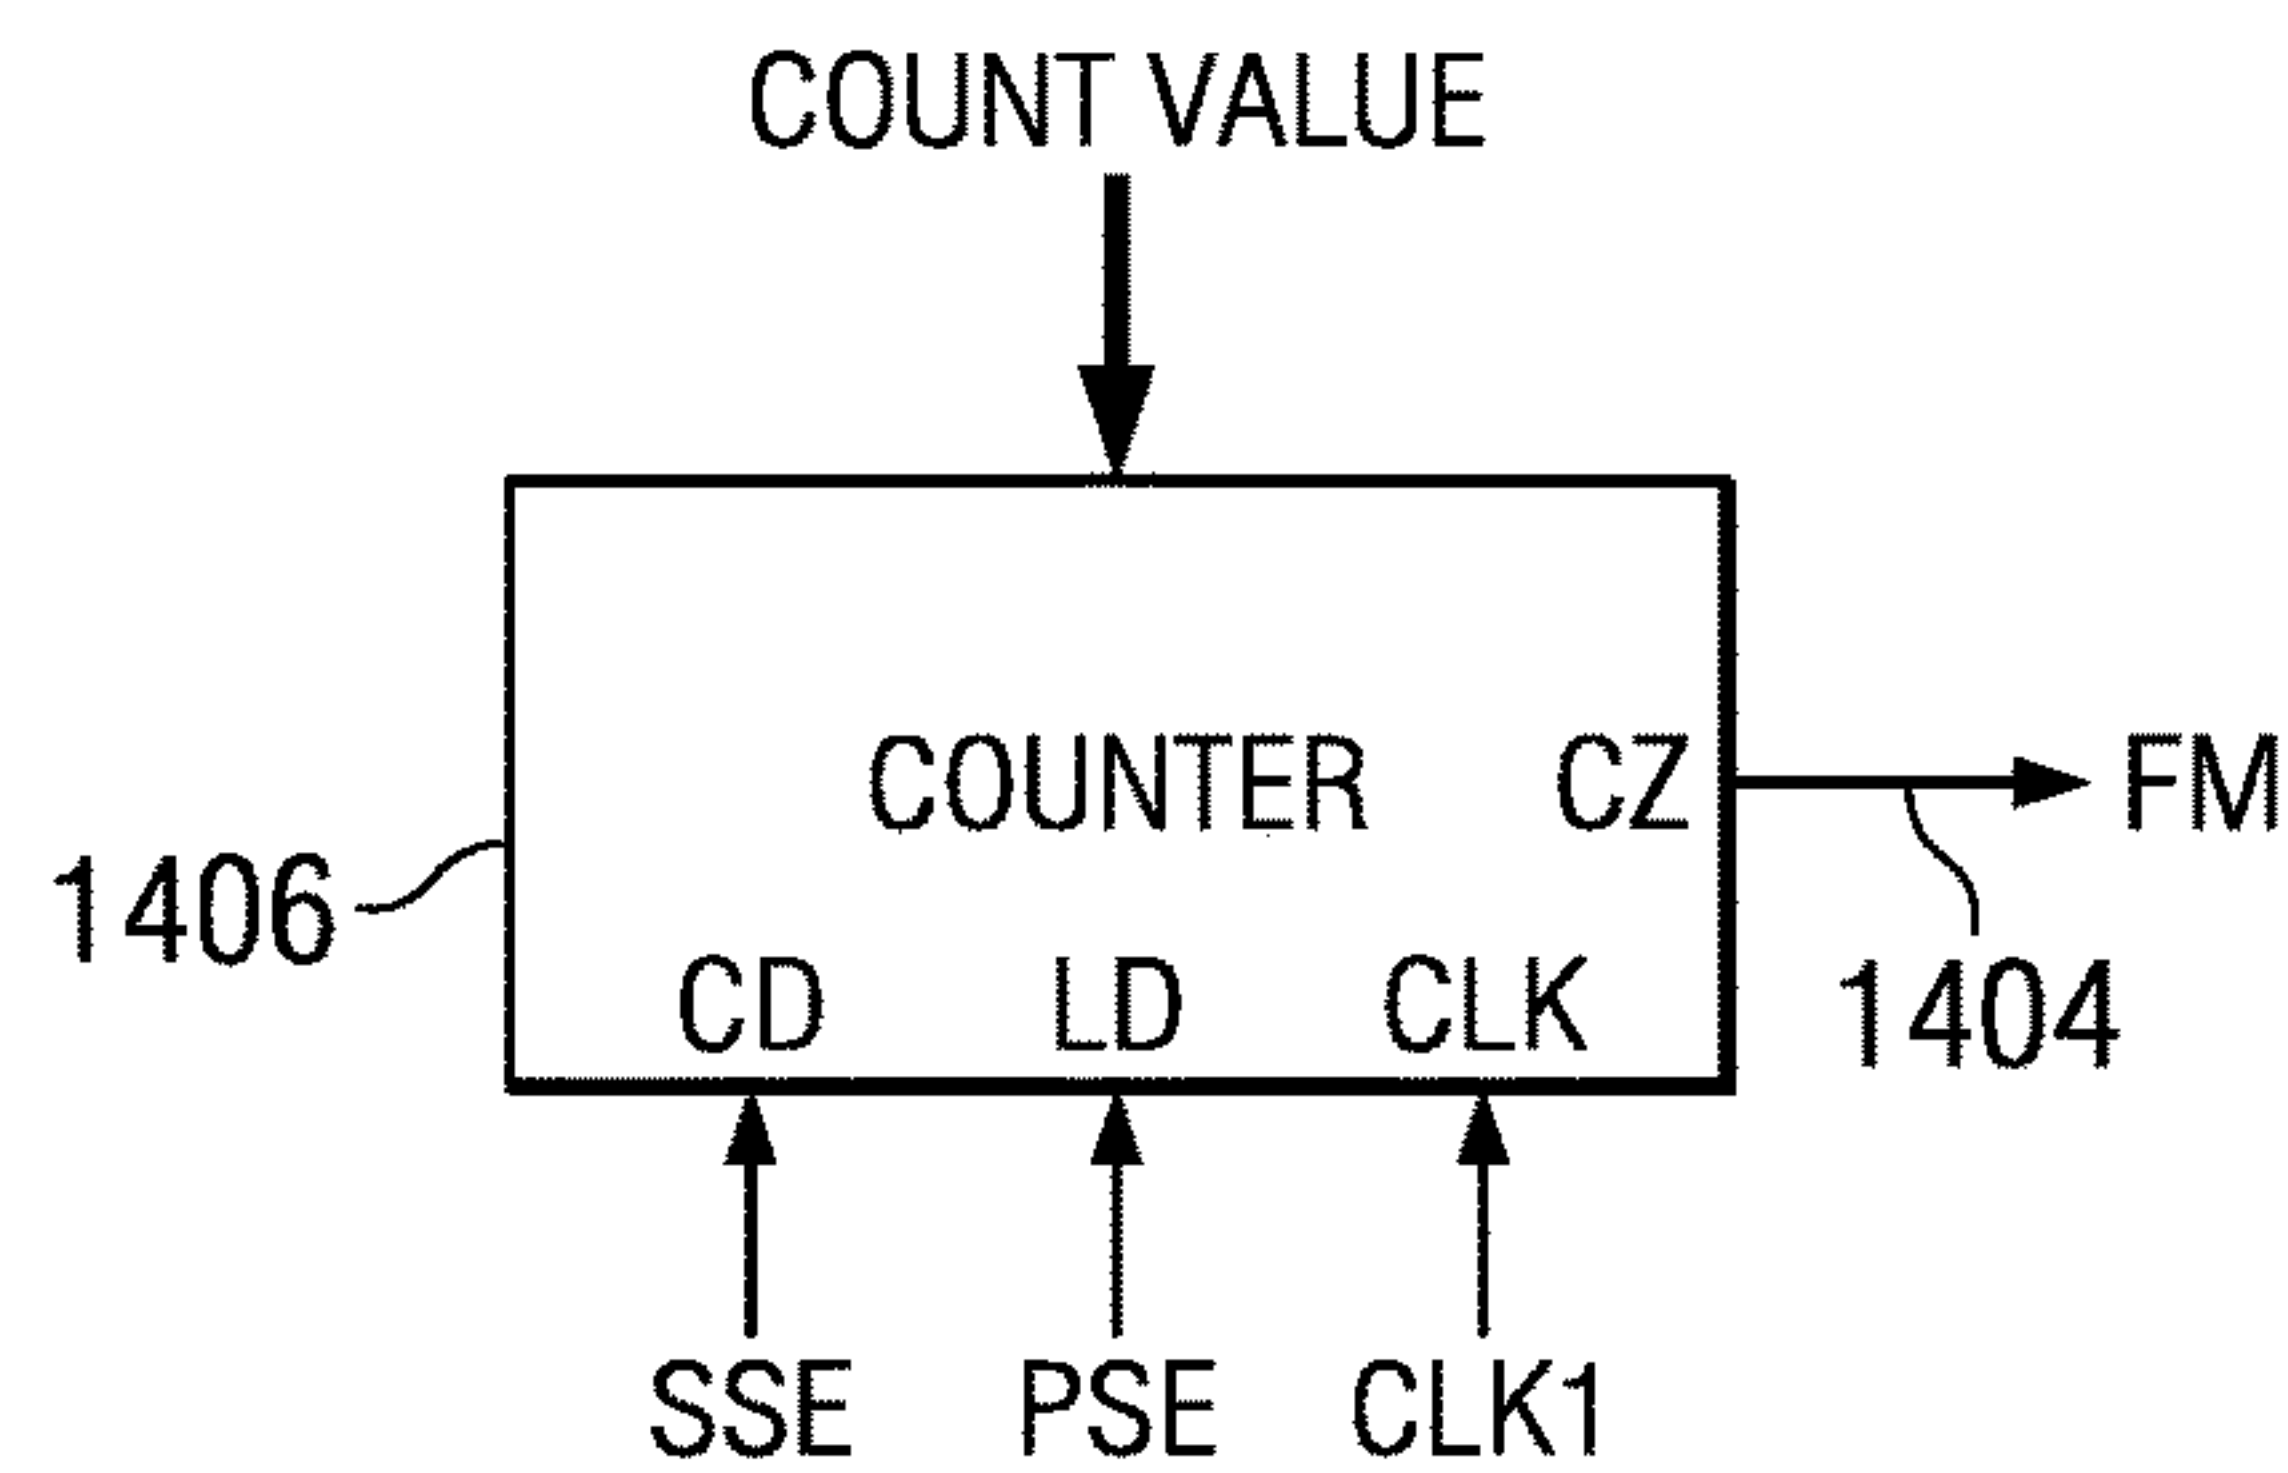 COUNT VALUE
COUNTER CZ
FM
1406
CD LD CLK
1404
SSE PSE CLK1